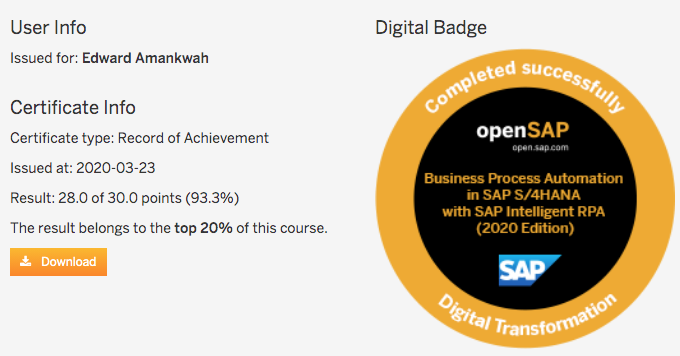 User Info
Issued for: Edward Amankwah
Certificate Info
Certificate type: Record of Achievement
Issued at: 2020-03-23
Result: 28.0 of 30.0 points (93.3%)
The result belongs to the top 20% of this course.
Download
Digital Badge
Completed successfully
openSAP
open.sap.com
Business Process Automation
in SAP S/4HANA
with SAP Intelligent RPA
(2020 Edition)
SAP
Digital Transformation